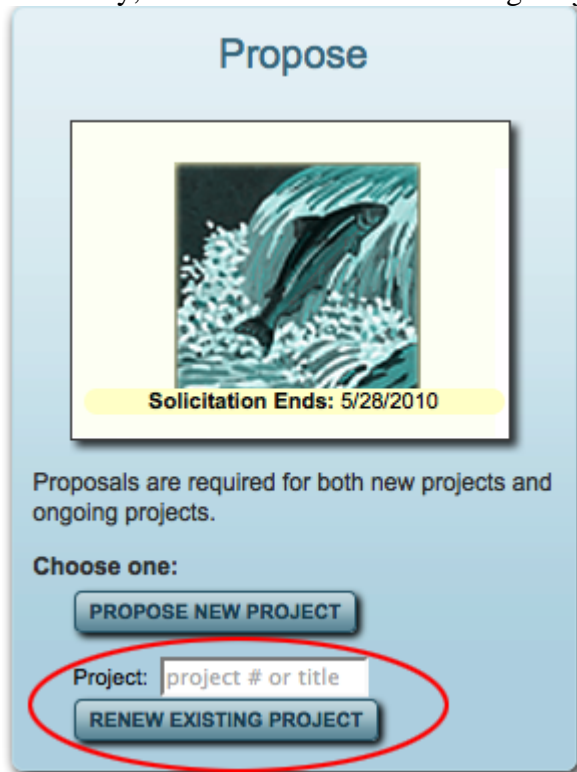 Propose
Solicitation Ends: 5/28/2010
Proposals are required for both new projects and
ongoing projects.
Choose one:
PROPOSE NEW PROJECT
Project: project # or title
RENEW EXISTING PROJECT